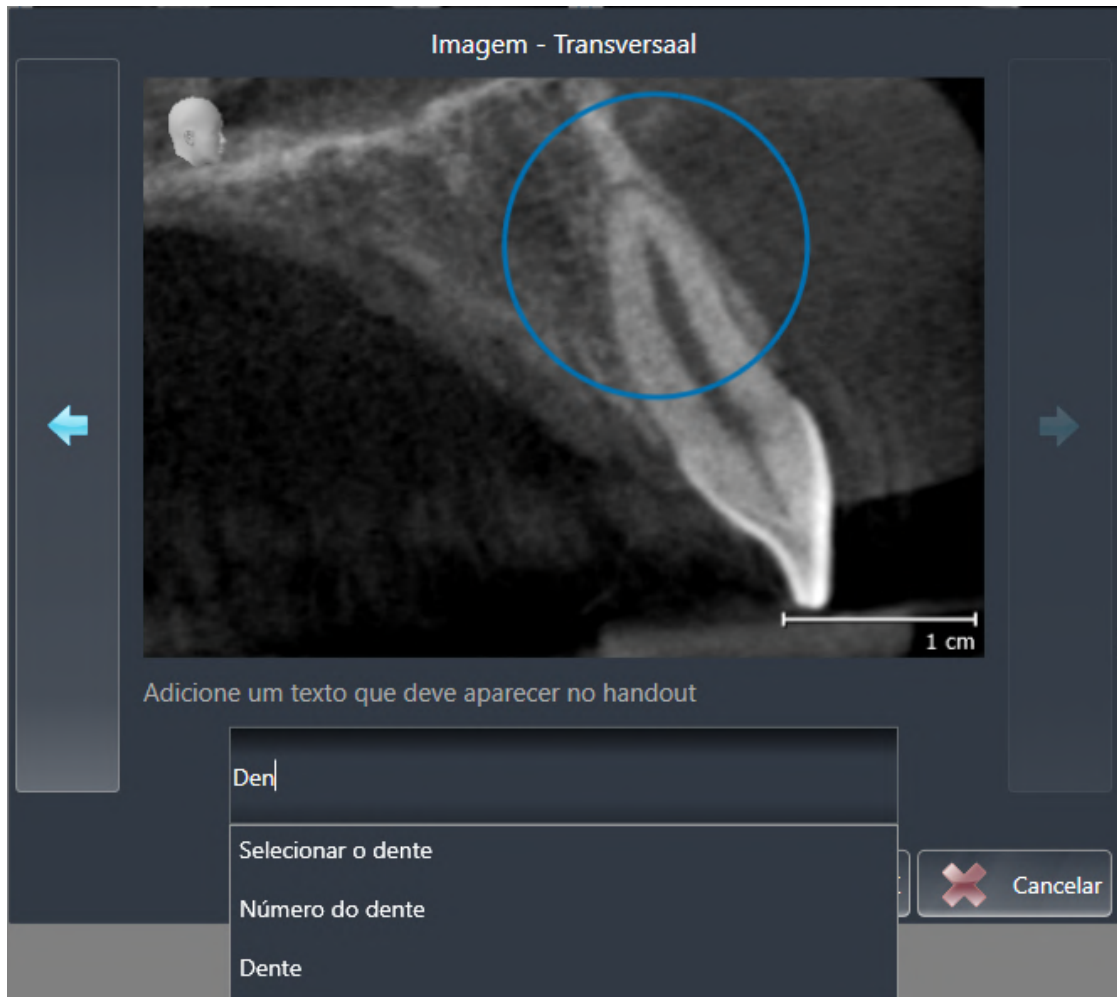 Imagem - Transversaal
1 cm
Adicione um texto que deve aparecer no handout
Den
Selecionar o dente
Número do dente
Dente
Cancelar